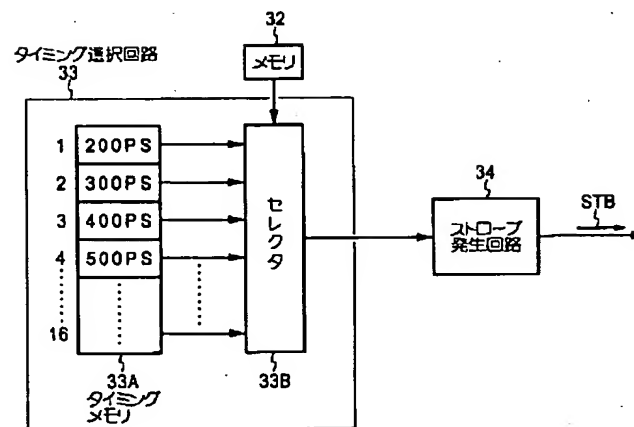 32
タイミング選択回路
メモリ
33
1 200PS
2 300PS
3 400PS
4 500PS
16
セレクタ
34
ストローブ
発生回路
STB
33A
タイミング
メモリ
33B